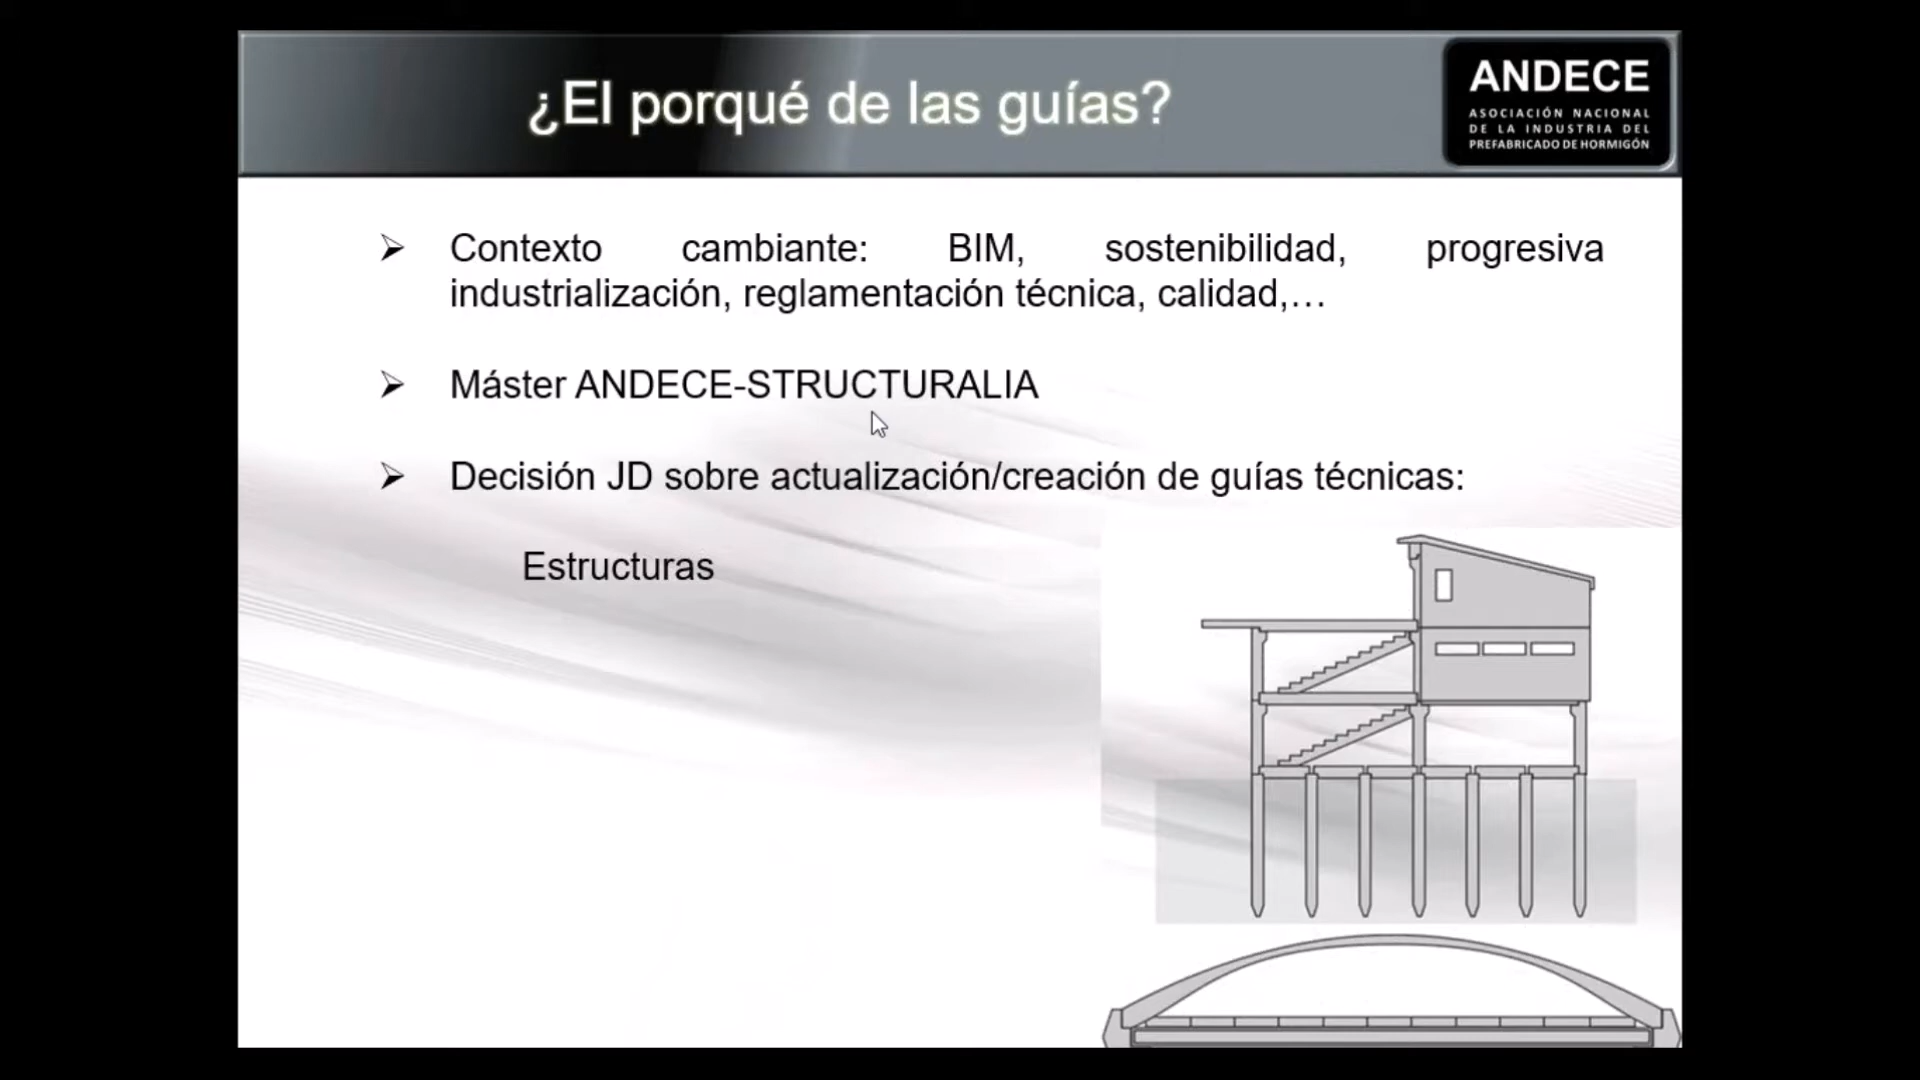 ¿El porqué de las guías?
ANDECE
ASOCIACIÓN NACIONAL
DE LA INDUSTRIA DEL
PREFABRICADO DE HORMIGÓN
Contexto cambiante: BIM, sostenibilidad, progresiva
industrialización, reglamentación técnica, calidad,…
Máster ANDECE-STRUCTURALIA
Decisión JD sobre actualización/creación de guías técnicas:
Estructuras